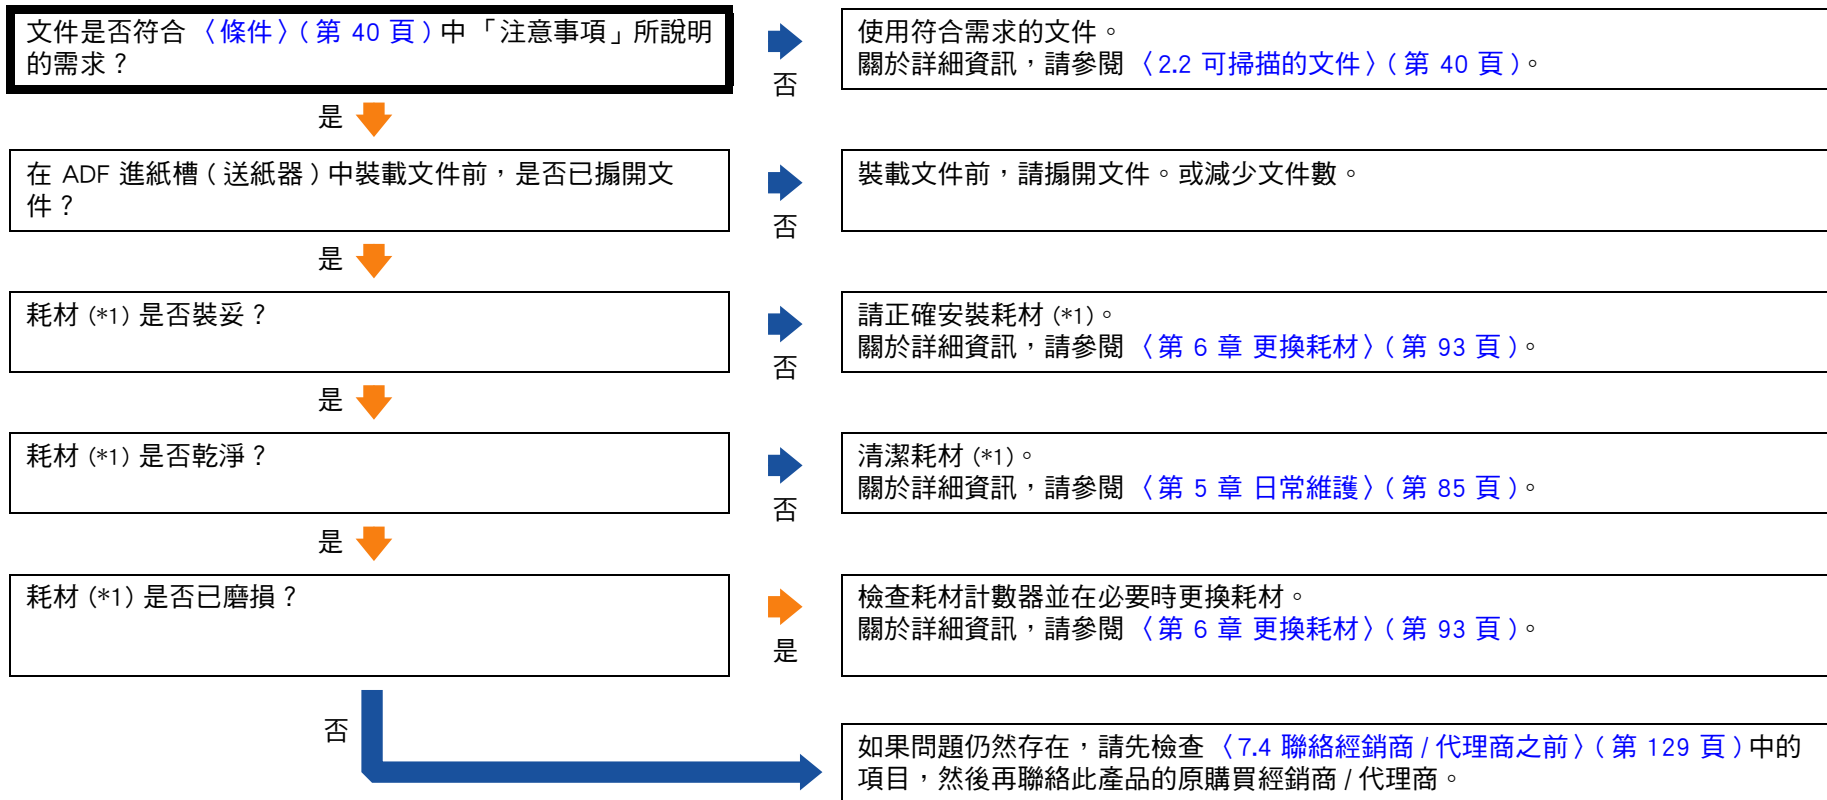 文件是否符合 〈條件〉( 第 40 頁 ) 中 「注意事項」所說明
的需求？
否
使用符合需求的文件。
關於詳細資訊，請參閱 〈2.2 可掃描的文件〉( 第 40 頁 )。
是
在 ADF 進紙槽 ( 送紙器 ) 中裝載文件前，是否已搧開文
件？
否
裝載文件前，請搧開文件。或減少文件數。
是
耗材 (*1) 是否裝妥？
否
請正確安裝耗材 (*1)。
關於詳細資訊，請參閱 〈第 6 章 更換耗材〉( 第 93 頁 )。
是
耗材 (*1) 是否乾淨？
否
清潔耗材 (*1)。
關於詳細資訊，請參閱 〈第 5 章 日常維護〉( 第 85 頁 )。
是
耗材 (*1) 是否已磨損？
是
檢查耗材計數器並在必要時更換耗材。
關於詳細資訊，請參閱 〈第 6 章 更換耗材〉( 第 93 頁 )。
否
如果問題仍然存在，請先檢查 〈7.4 聯絡經銷商 / 代理商之前〉( 第 129 頁 ) 中的
項目，然後再聯絡此產品的原購買經銷商 / 代理商。